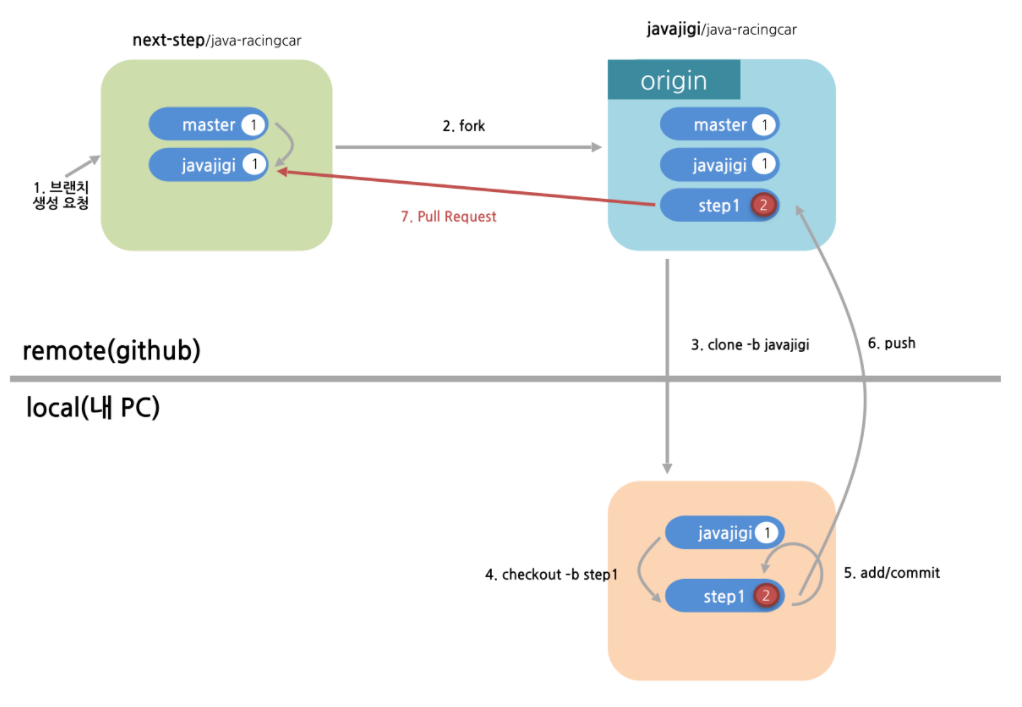 next-step/java-racingcar
master 1
javajigi 1
1. 브랜치
생성 요청
2. fork
javajigi/java-racingcar
origin
master 1
javajigi 1
step1 2
7. Pull Request
3. clone -b javajigi
6. push
remote(github)
local(내 PC)
javajigi 1
4. checkout -b step1
step1 2
5. add/commit